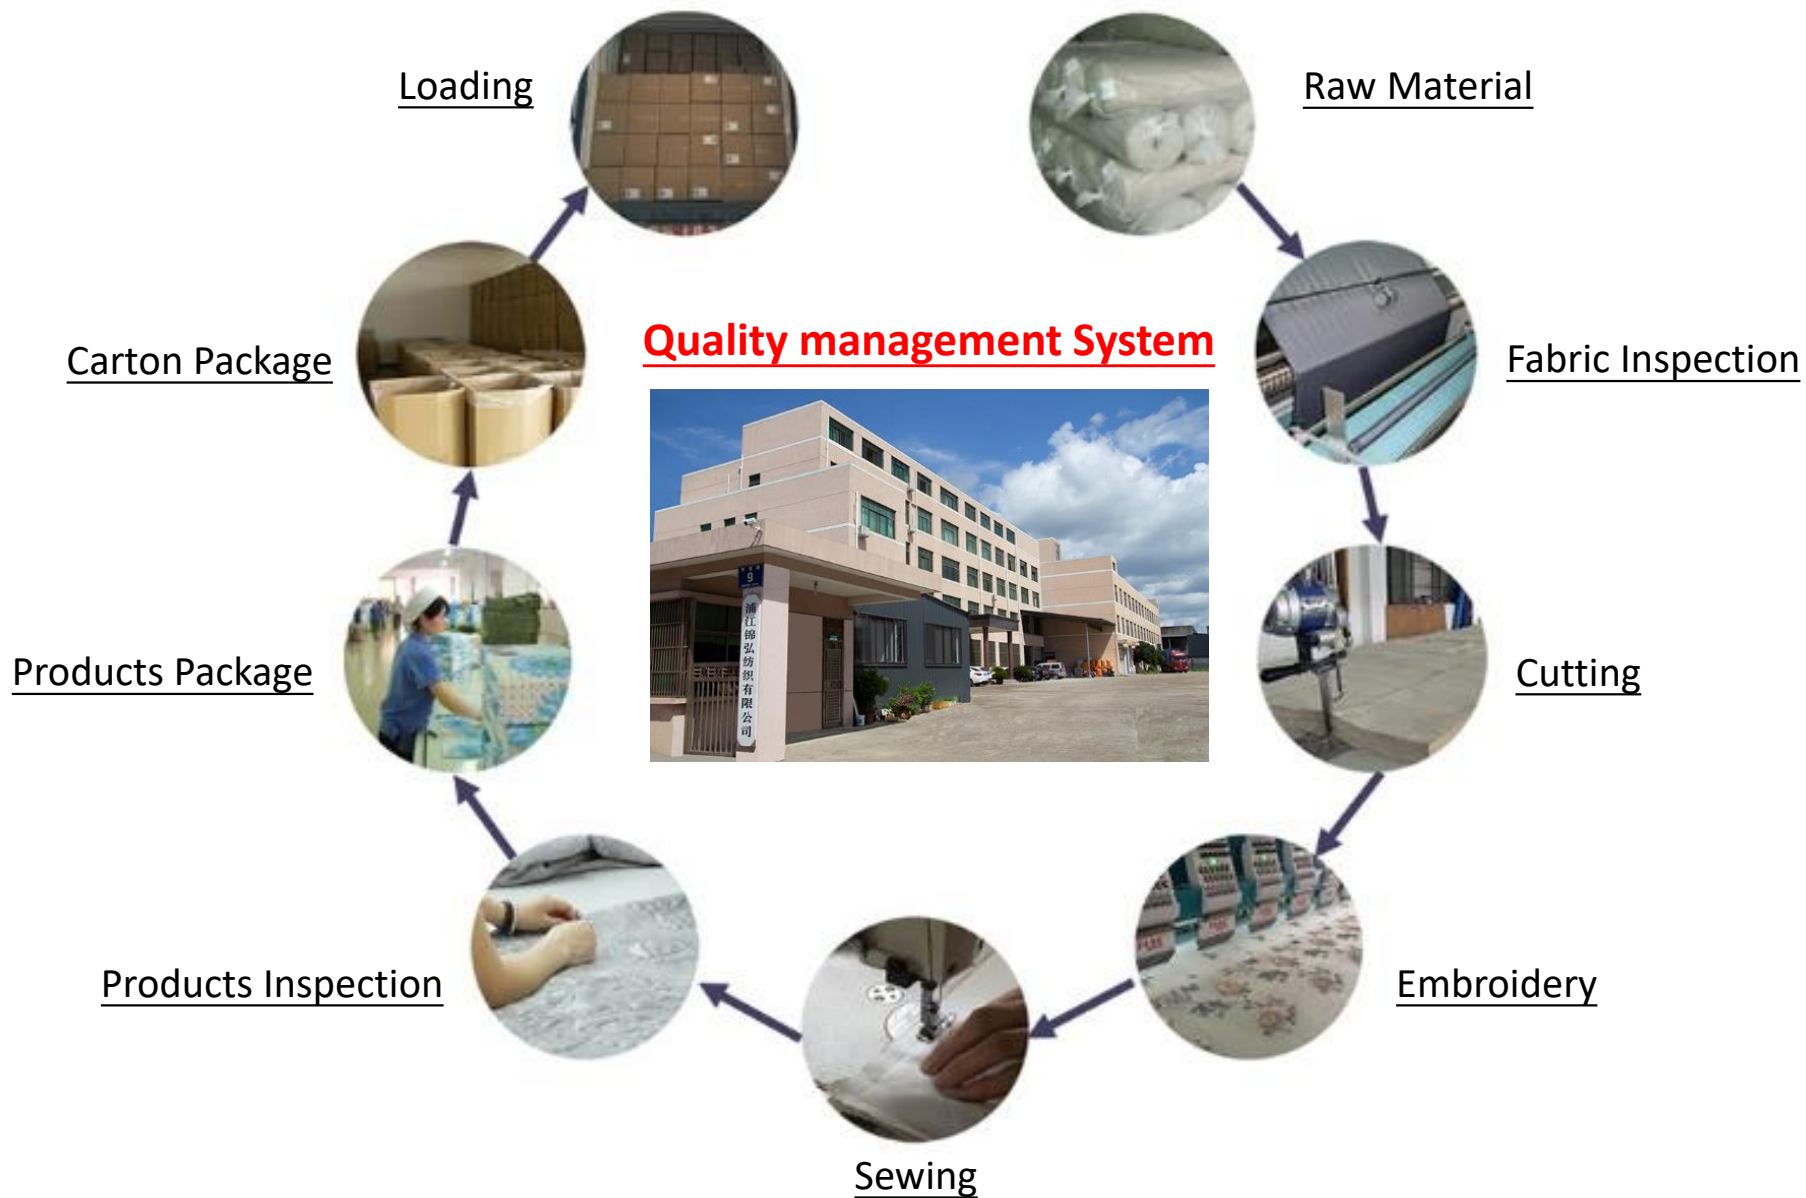 Loading
Raw Material
Quality management System
Carton Package
Fabric Inspection
9
浦江锦弘纺织有限公司
Products Package
Cutting
Products Inspection
Embroidery
Sewing